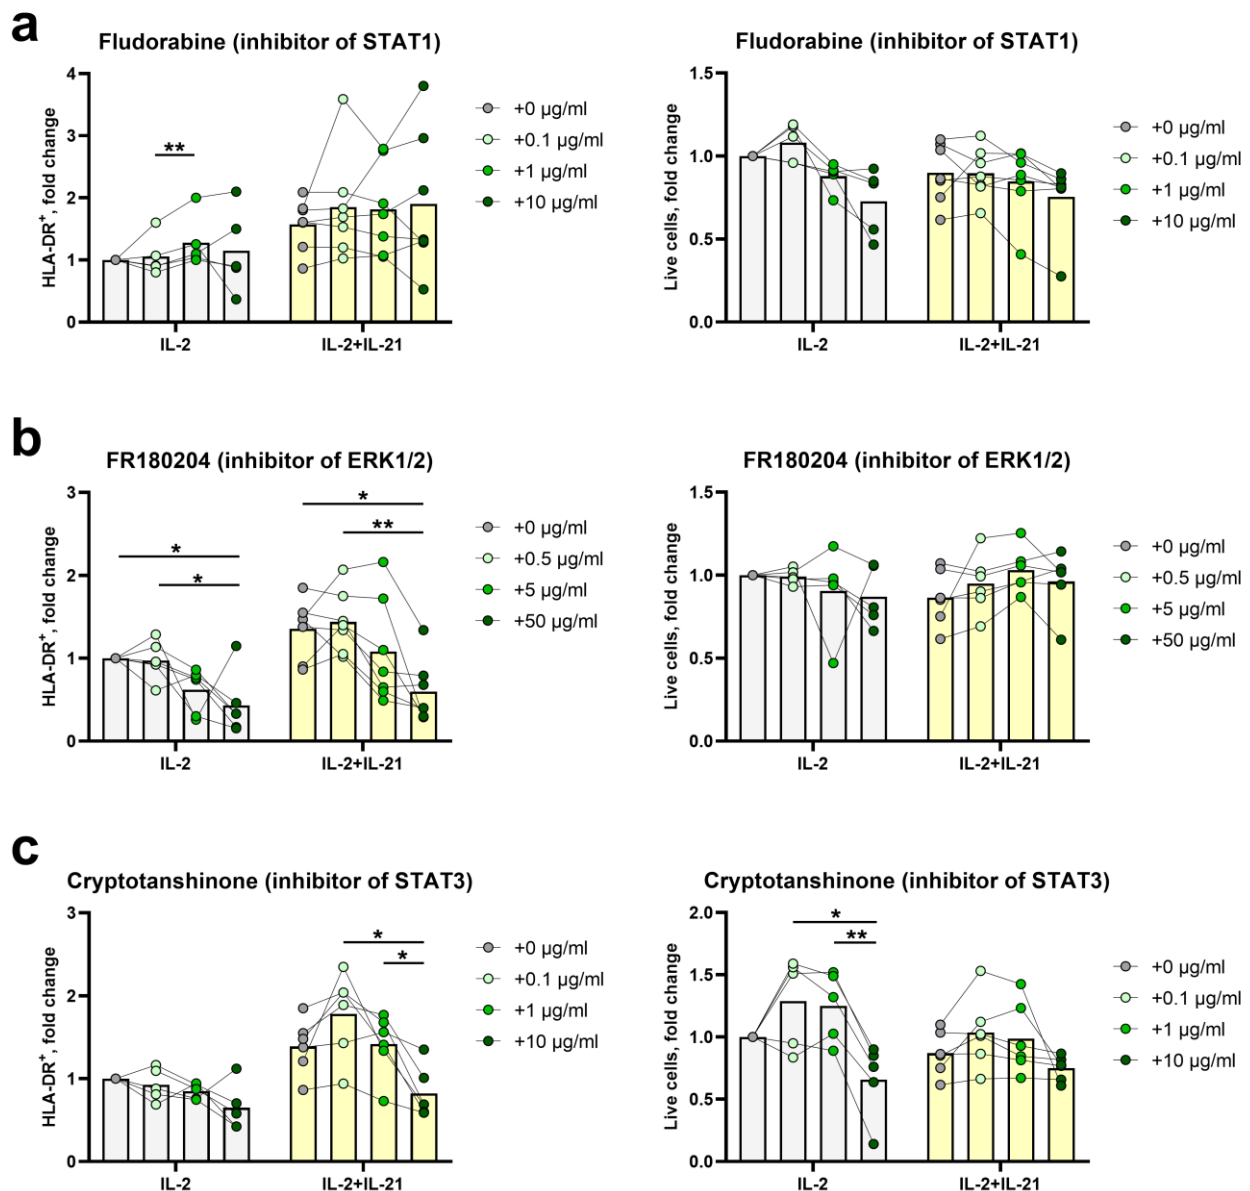 a
Fludorabine (inhibitor of STAT1)
HLA-DR⁺, fold change
4
3
2
1
0
**
IL-2
IL-2+IL-21
+0 µg/ml
+0.1 µg/ml
+1 µg/ml
+10 µg/ml
Fludorabine (inhibitor of STAT1)
Live cells, fold change
1.5
1.0
0.5
0.0
IL-2
IL-2+IL-21
+0 µg/ml
+0.1 µg/ml
+1 µg/ml
+10 µg/ml
b
FR180204 (inhibitor of ERK1/2)
HLA-DR⁺, fold change
3
2
1
0
*
*
*
**
IL-2
IL-2+IL-21
+0 µg/ml
+0.5 µg/ml
+5 µg/ml
+50 µg/ml
FR180204 (inhibitor of ERK1/2)
Live cells, fold change
1.5
1.0
0.5
0.0
IL-2
IL-2+IL-21
+0 µg/ml
+0.5 µg/ml
+5 µg/ml
+50 µg/ml
c
Cryptotanshinone (inhibitor of STAT3)
HLA-DR⁺, fold change
3
2
1
0
*
*
IL-2
IL-2+IL-21
+0 µg/ml
+0.1 µg/ml
+1 µg/ml
+10 µg/ml
Cryptotanshinone (inhibitor of STAT3)
Live cells, fold change
2.0
1.5
1.0
0.5
0.0
*
**
IL-2
IL-2+IL-21
+0 µg/ml
+0.1 µg/ml
+1 µg/ml
+10 µg/ml